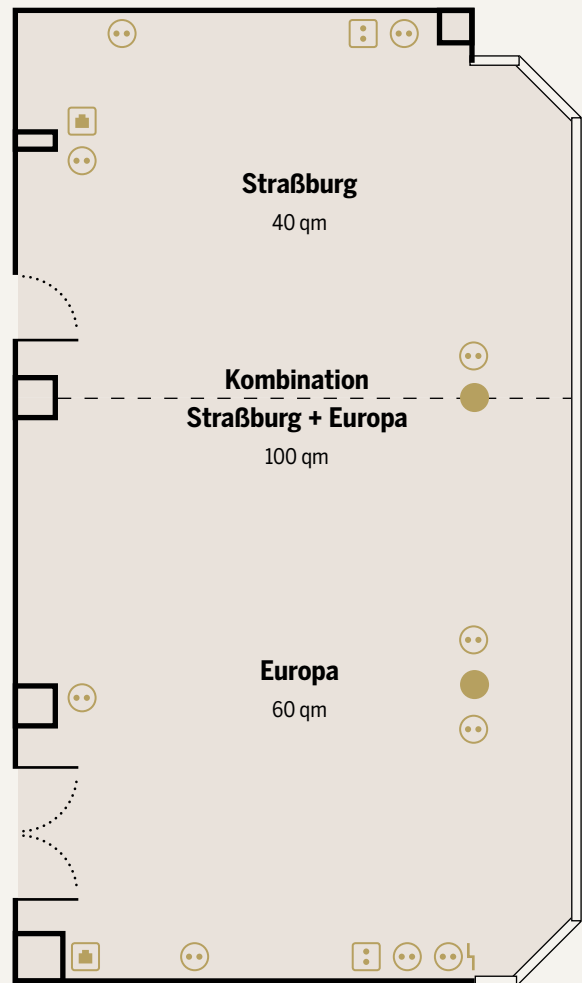 Straßburg
40 qm
Kombination
Straßburg + Europa
100 qm
Europa
60 qm